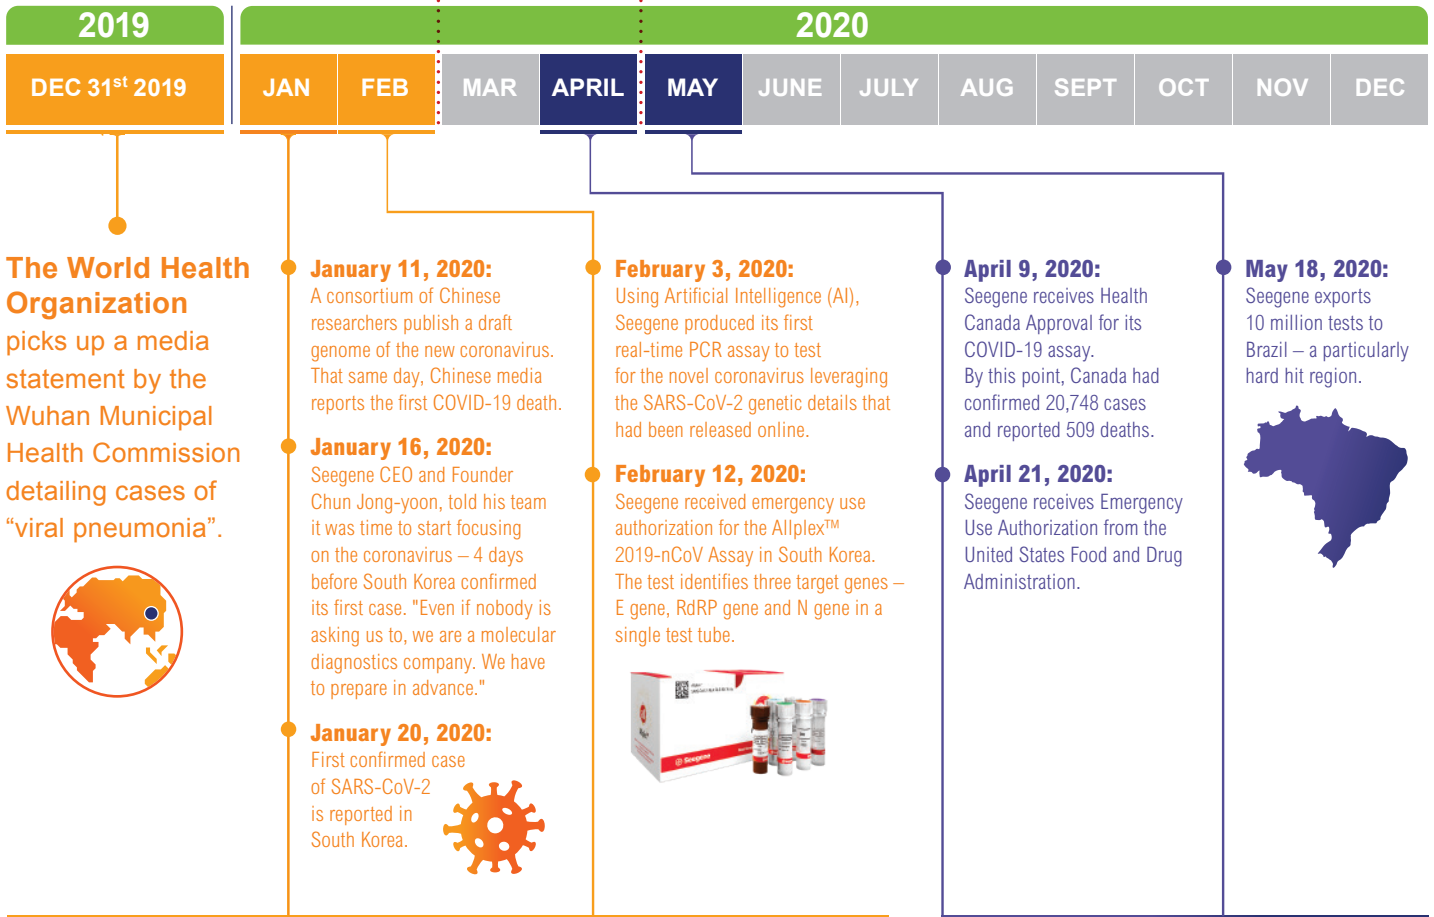 2019
2020
DEC 31st 2019
JAN
FEB
MAR
APRIL
MAY
JUNE
JULY
AUG
SEPT
OCT
NOV
DEC
The World Health
Organization
picks up a media
statement by the
Wuhan Municipal
Health Commission
detailing cases of
“viral pneumonia”.
January 11, 2020:
A consortium of Chinese
researchers publish a draft
genome of the new coronavirus.
That same day, Chinese media
reports the first COVID-19 death.
January 16, 2020:
Seegene CEO and Founder
Chun Jong-yoon, told his team
it was time to start focusing
on the coronavirus – 4 days
before South Korea confirmed
its first case. "Even if nobody is
asking us to, we are a molecular
diagnostics company. We have
to prepare in advance."
January 20, 2020:
First confirmed case
of SARS-CoV-2
is reported in
South Korea.
February 3, 2020:
Using Artificial Intelligence (AI),
Seegene produced its first
real-time PCR assay to test
for the novel coronavirus leveraging
the SARS-CoV-2 genetic details that
had been released online.
February 12, 2020:
Seegene received emergency use
authorization for the Allplex™
2019-nCoV Assay in South Korea.
The test identifies three target genes –
E gene, RdRP gene and N gene in a
single test tube.
Seegene
April 9, 2020:
Seegene receives Health
Canada Approval for its
COVID-19 assay.
By this point, Canada had
confirmed 20,748 cases
and reported 509 deaths.
April 21, 2020:
Seegene receives Emergency
Use Authorization from the
United States Food and Drug
Administration.
May 18, 2020:
Seegene exports
10 million tests to
Brazil – a particularly
hard hit region.